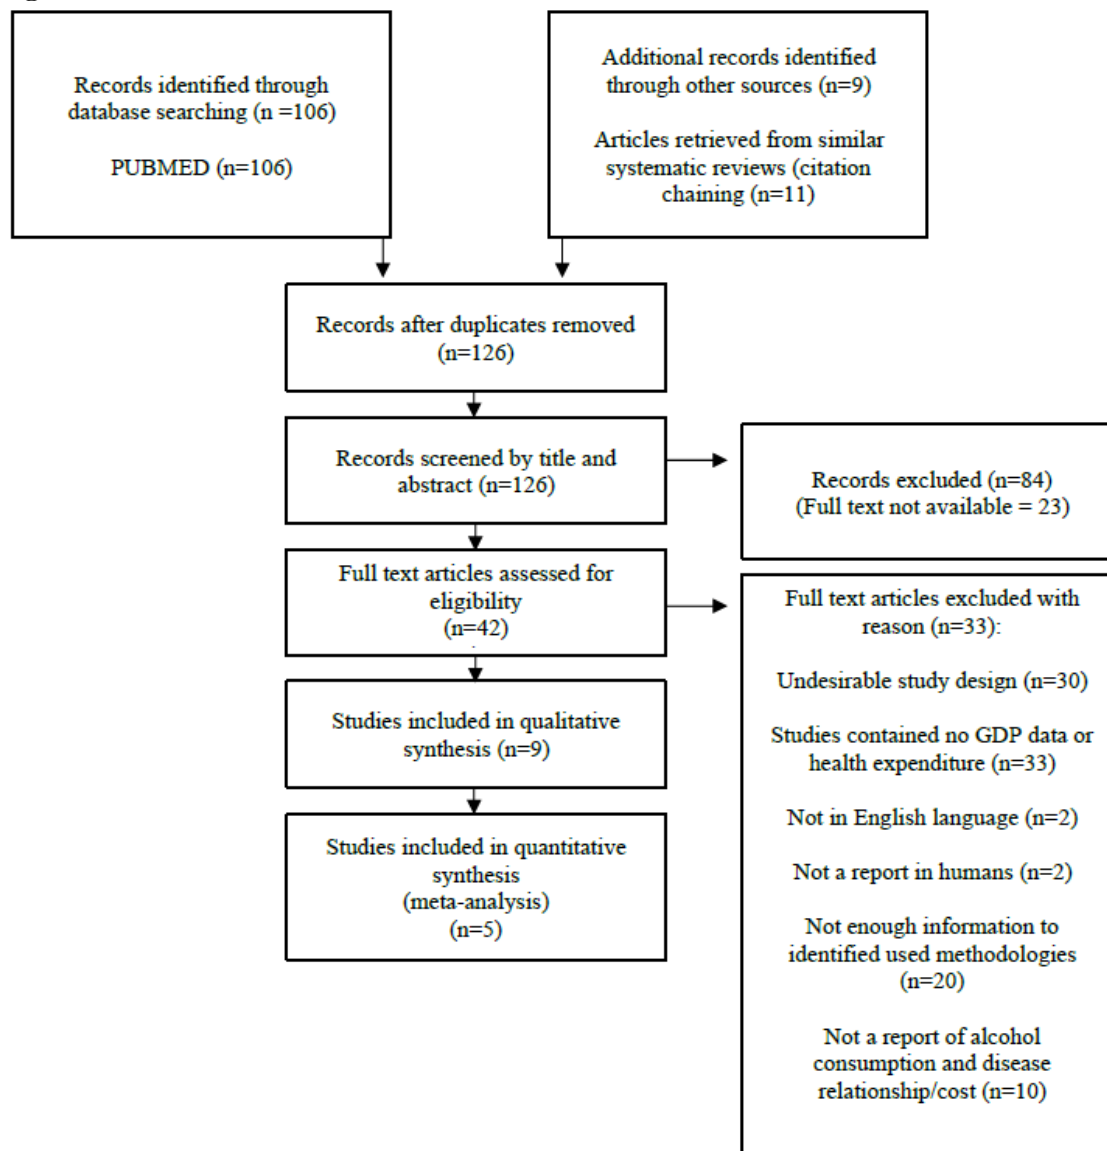 Records identified through
database searching (n =106)
PUBMED (n=106)
Additional records identified
through other sources (n=9)
Articles retrieved from similar
systematic reviews (citation
chaining (n=11)
Records after duplicates removed
(n=126)
Records screened by title and
abstract (n=126)
Records excluded (n=84)
(Full text not available = 23)
Full text articles assessed for
eligibility
(n=42)
Full text articles excluded with
reason (n=33):
Undesirable study design (n=30)
Studies contained no GDP data or
health expenditure (n=33)
Not in English language (n=2)
Not a report in humans (n=2)
Not enough information to
identified used methodologies
(n=20)
Not a report of alcohol
consumption and disease
relationship/cost (n=10)
Studies included in qualitative
synthesis (n=9)
Studies included in quantitative
synthesis
(meta-analysis)
(n=5)